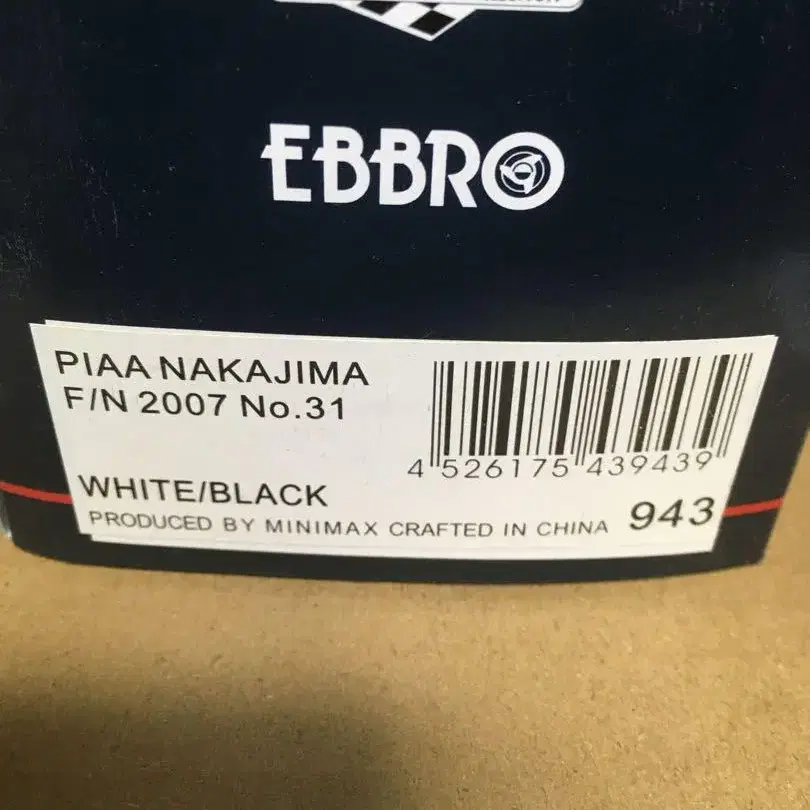 EBBRO
PIAA NAKAJIMA
F/N 2007 No.31
4 526175 439439
WHITE/BLACK
PRODUCED BY MINIMAX CRAFTED IN CHINA 943